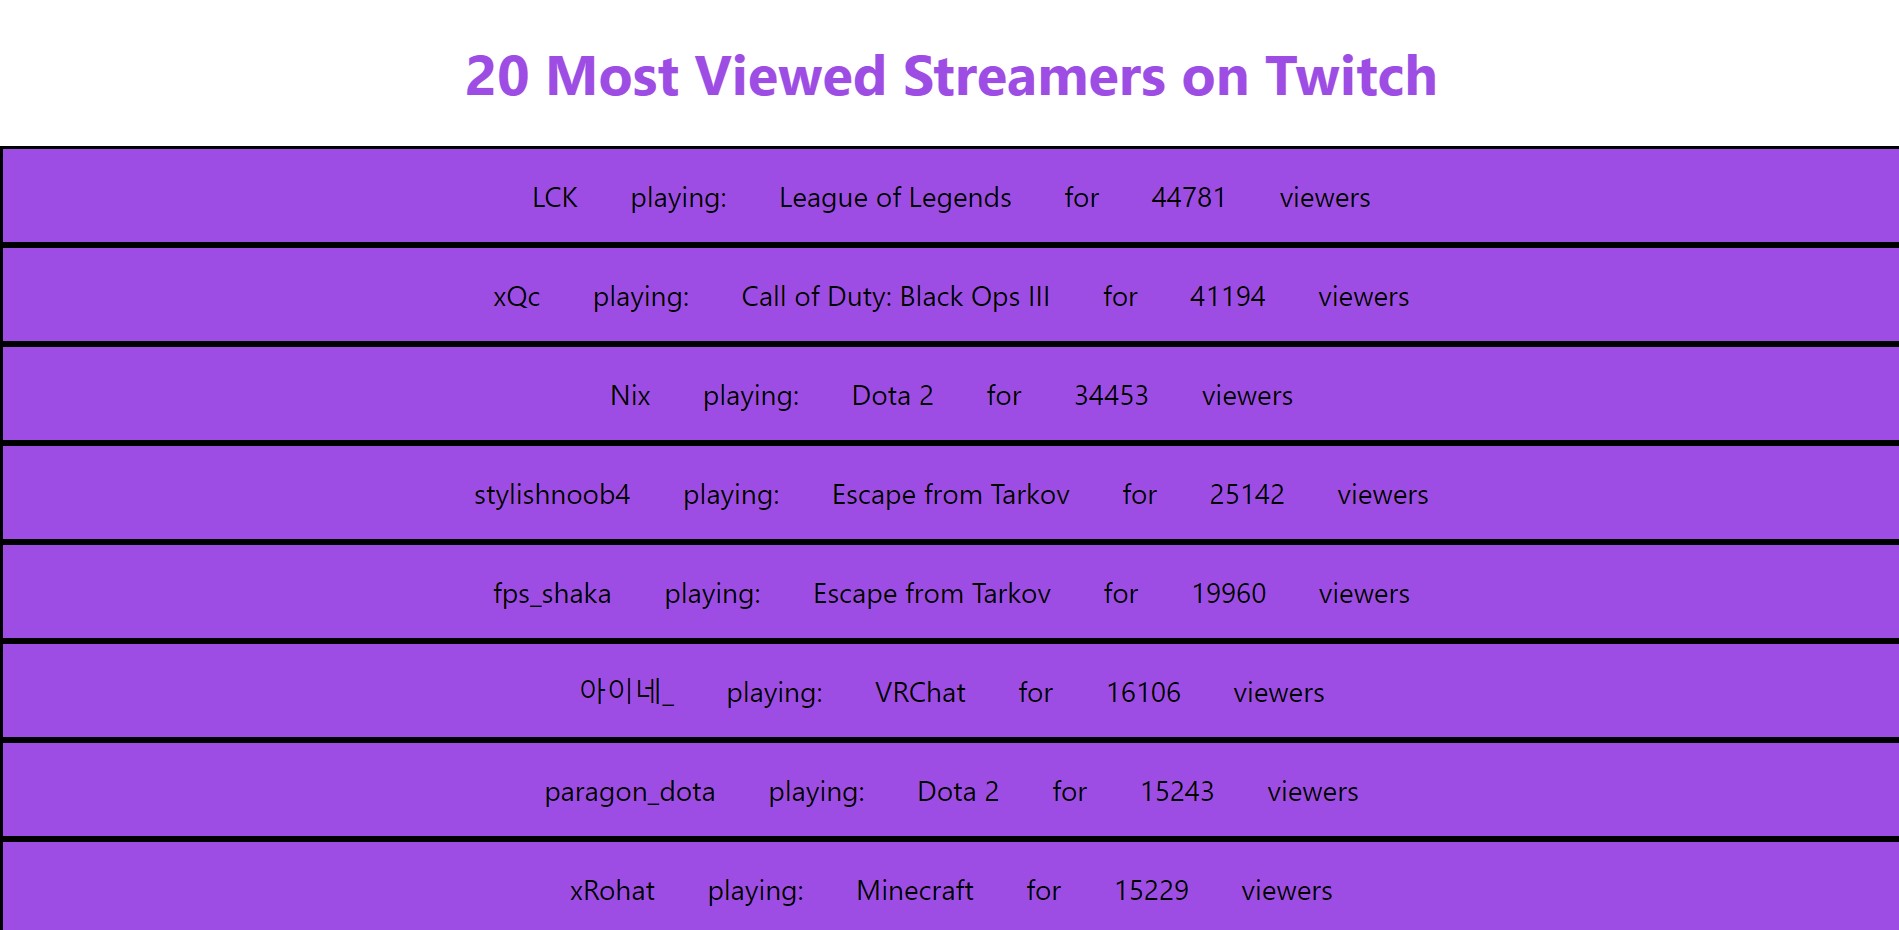 20 Most Viewed Streamers on Twitch
LCK playing: League of Legends for 44781 viewers
xQc playing: Call of Duty: Black Ops III for 41194 viewers
Nix playing: Dota 2 for 34453 viewers
stylishnoob4 playing: Escape from Tarkov for 25142 viewers
fps_shaka playing: Escape from Tarkov for 19960 viewers
아이네_ playing: VRChat for 16106 viewers
paragon_dota playing: Dota 2 for 15243 viewers
xRohat playing: Minecraft for 15229 viewers